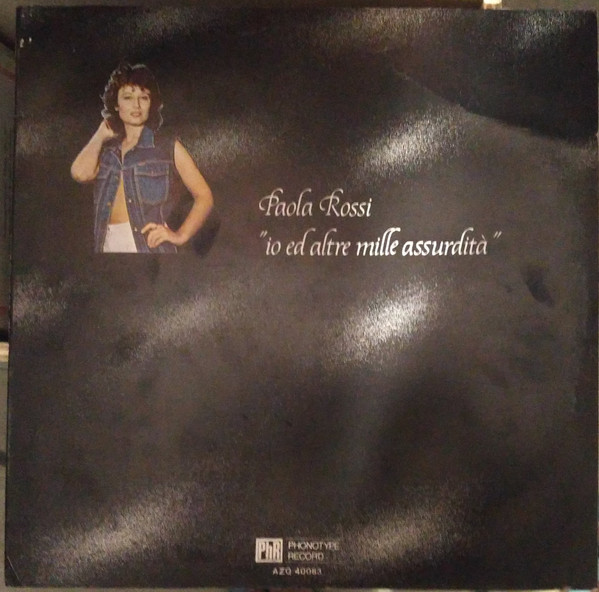 Paola Rossi
"io ed altre mille assurdità"
PhR PHONOTYPE
RECORD
AZQ 40083